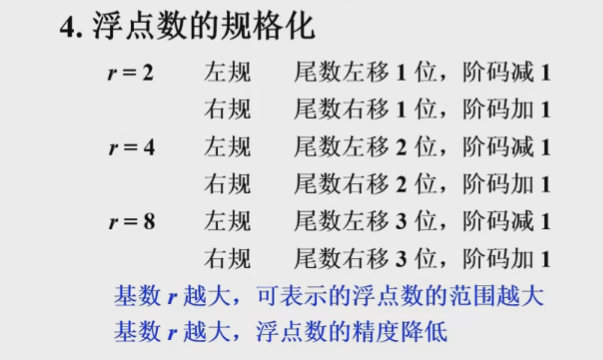 4. 浮点数的规格化
r = 2 左规 尾数左移 1 位，阶码减 1
右规 尾数右移 1 位，阶码加 1
r = 4 左规 尾数左移 2 位，阶码减 1
右规 尾数右移 2 位，阶码加 1
r = 8 左规 尾数左移 3 位，阶码减 1
右规 尾数右移 3 位，阶码加 1
基数 r 越大，可表示的浮点数的范围越大
基数 r 越大，浮点数的精度降低